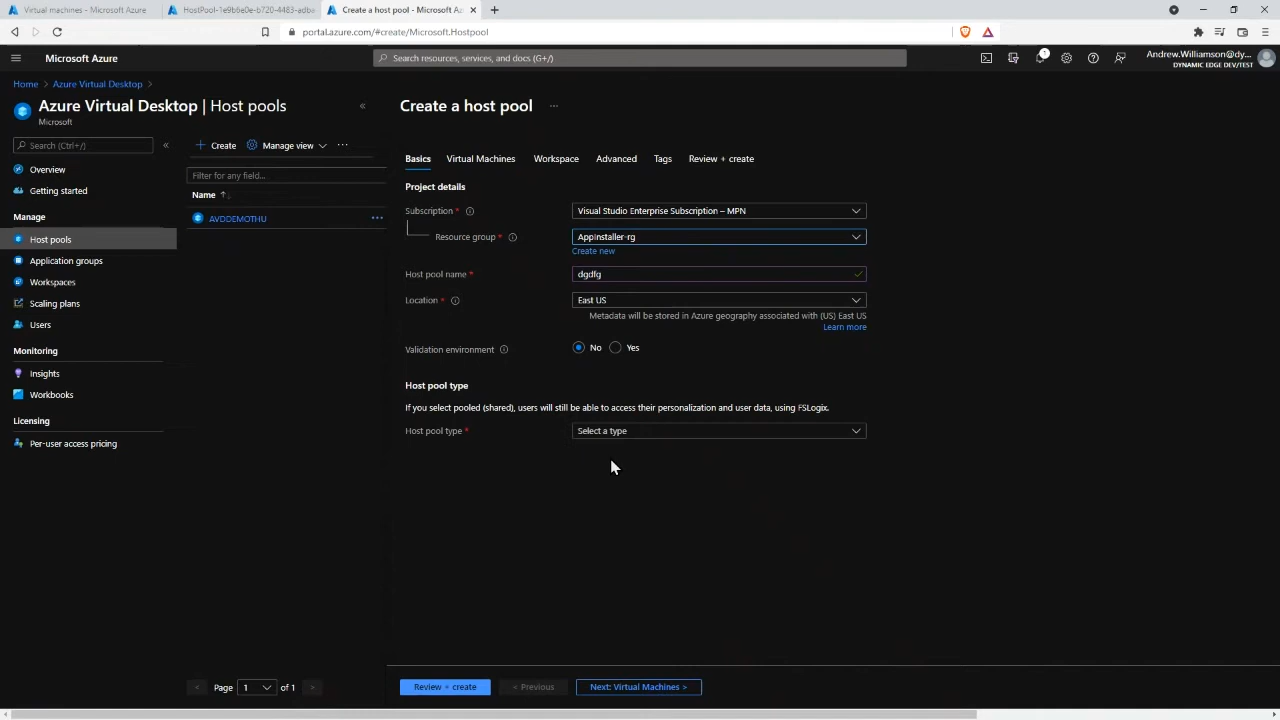 Virtual machines - Microsoft Azure
HostPool-1e9b6e0e-b720-4483-adba
Create a host pool - Microsoft Az
portal.azure.com/#create/Microsoft.Hostpool
Microsoft Azure
Search resources, services, and docs (G+/)
1
Andrew.Williamson@dy...
DYNAMIC EDGE DEV/TEST
Home > Azure Virtual Desktop >
Azure Virtual Desktop | Host pools
Microsoft
Search (Ctrl+/)
Overview
Getting started
Manage
Host pools
Application groups
Workspaces
Scaling plans
Users
Monitoring
Insights
Workbooks
Licensing
Per-user access pricing
+ Create
Manage view
...
Filter for any field...
Name ↑↓
AVDDEMOTHU
...
< Page 1 of 1 >
Create a host pool ...
Basics Virtual Machines Workspace Advanced Tags Review + create
Project details
Subscription *
Visual Studio Enterprise Subscription – MPN
Resource group *
AppInstaller-rg
Create new
Host pool name *
dgdfg
Location *
East US
Metadata will be stored in Azure geography associated with (US) East US
Learn more
Validation environment
No Yes
Host pool type
If you select pooled (shared), users will still be able to access their personalization and user data, using FSLogix.
Host pool type *
Select a type
Review + create
< Previous
Next: Virtual Machines >